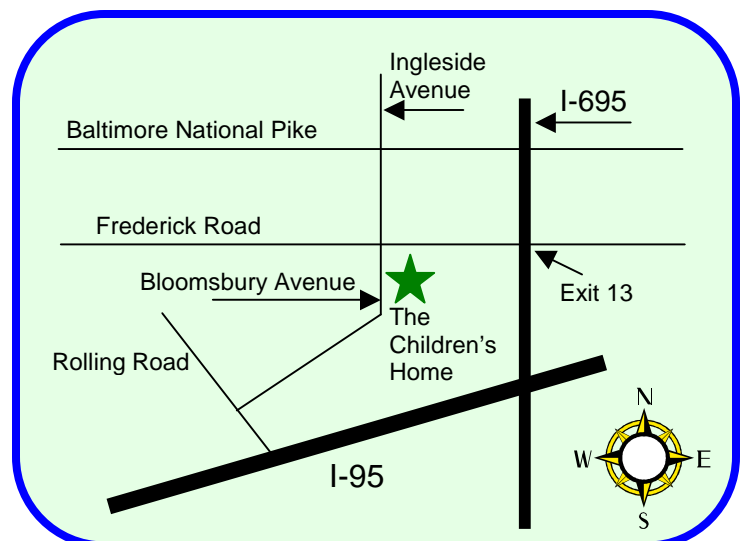 Ingleside
Avenue
I-695
Baltimore National Pike
Frederick Road
Bloomsbury Avenue
Exit 13
The
Children's
Home
Rolling Road
I-95
N
W
E
S